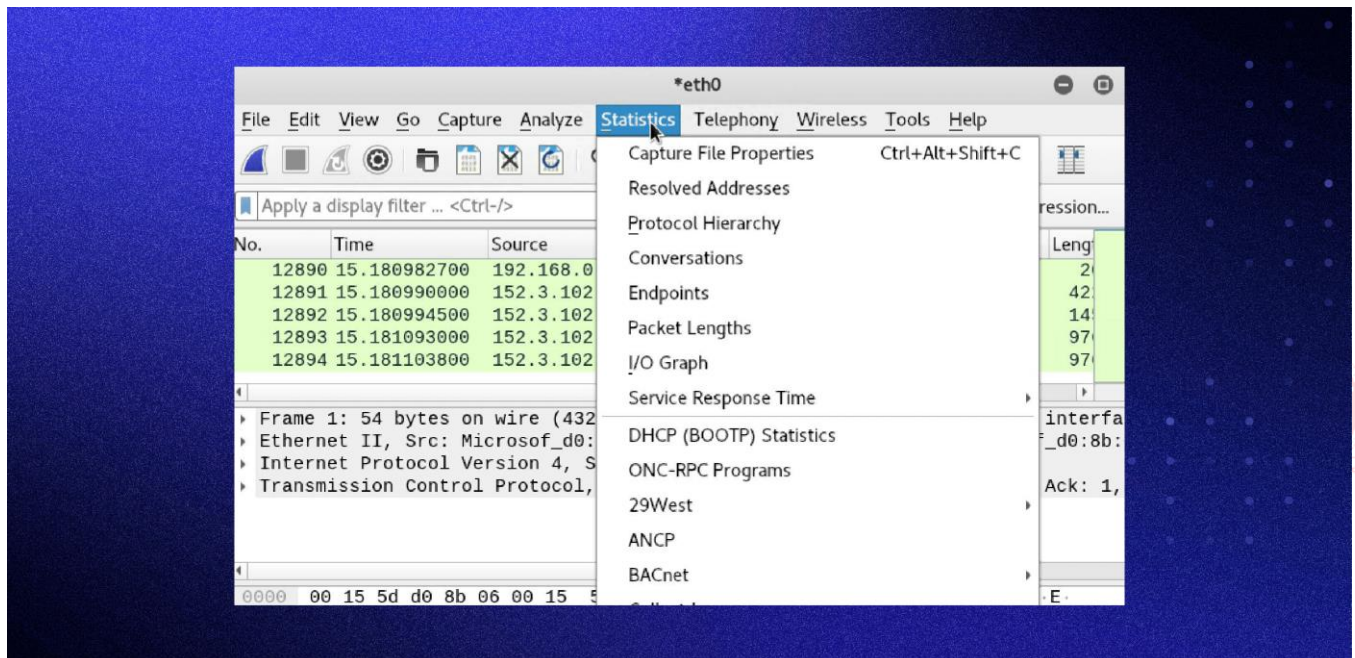 *eth0
File Edit View Go Capture Analyze Statistics Telephony Wireless Tools Help
Capture File Properties Ctrl+Alt+Shift+C
Resolved Addresses
Apply a display filter ... <Ctrl-/> ression...
Protocol Hierarchy
No. Time Source Leng
Conversations
12890 15.180982700 192.168.0
12891 15.180990000 152.3.102 42
Endpoints
12892 15.180994500 152.3.102 14
Packet Lengths
12893 15.181093000 152.3.102 97
12894 15.181103800 152.3.102 97
I/O Graph
Service Response Time
Frame 1: 54 bytes on wire (432 interfa
DHCP (BOOTP) Statistics
Ethernet II, Src: Microsof_d0: f_d0:8b:
Internet Protocol Version 4, S
ONC-RPC Programs
Transmission Control Protocol, Ack: 1,
29West
ANCP
BACnet
0000 00 15 5d d0 8b 06 00 15 ·E·